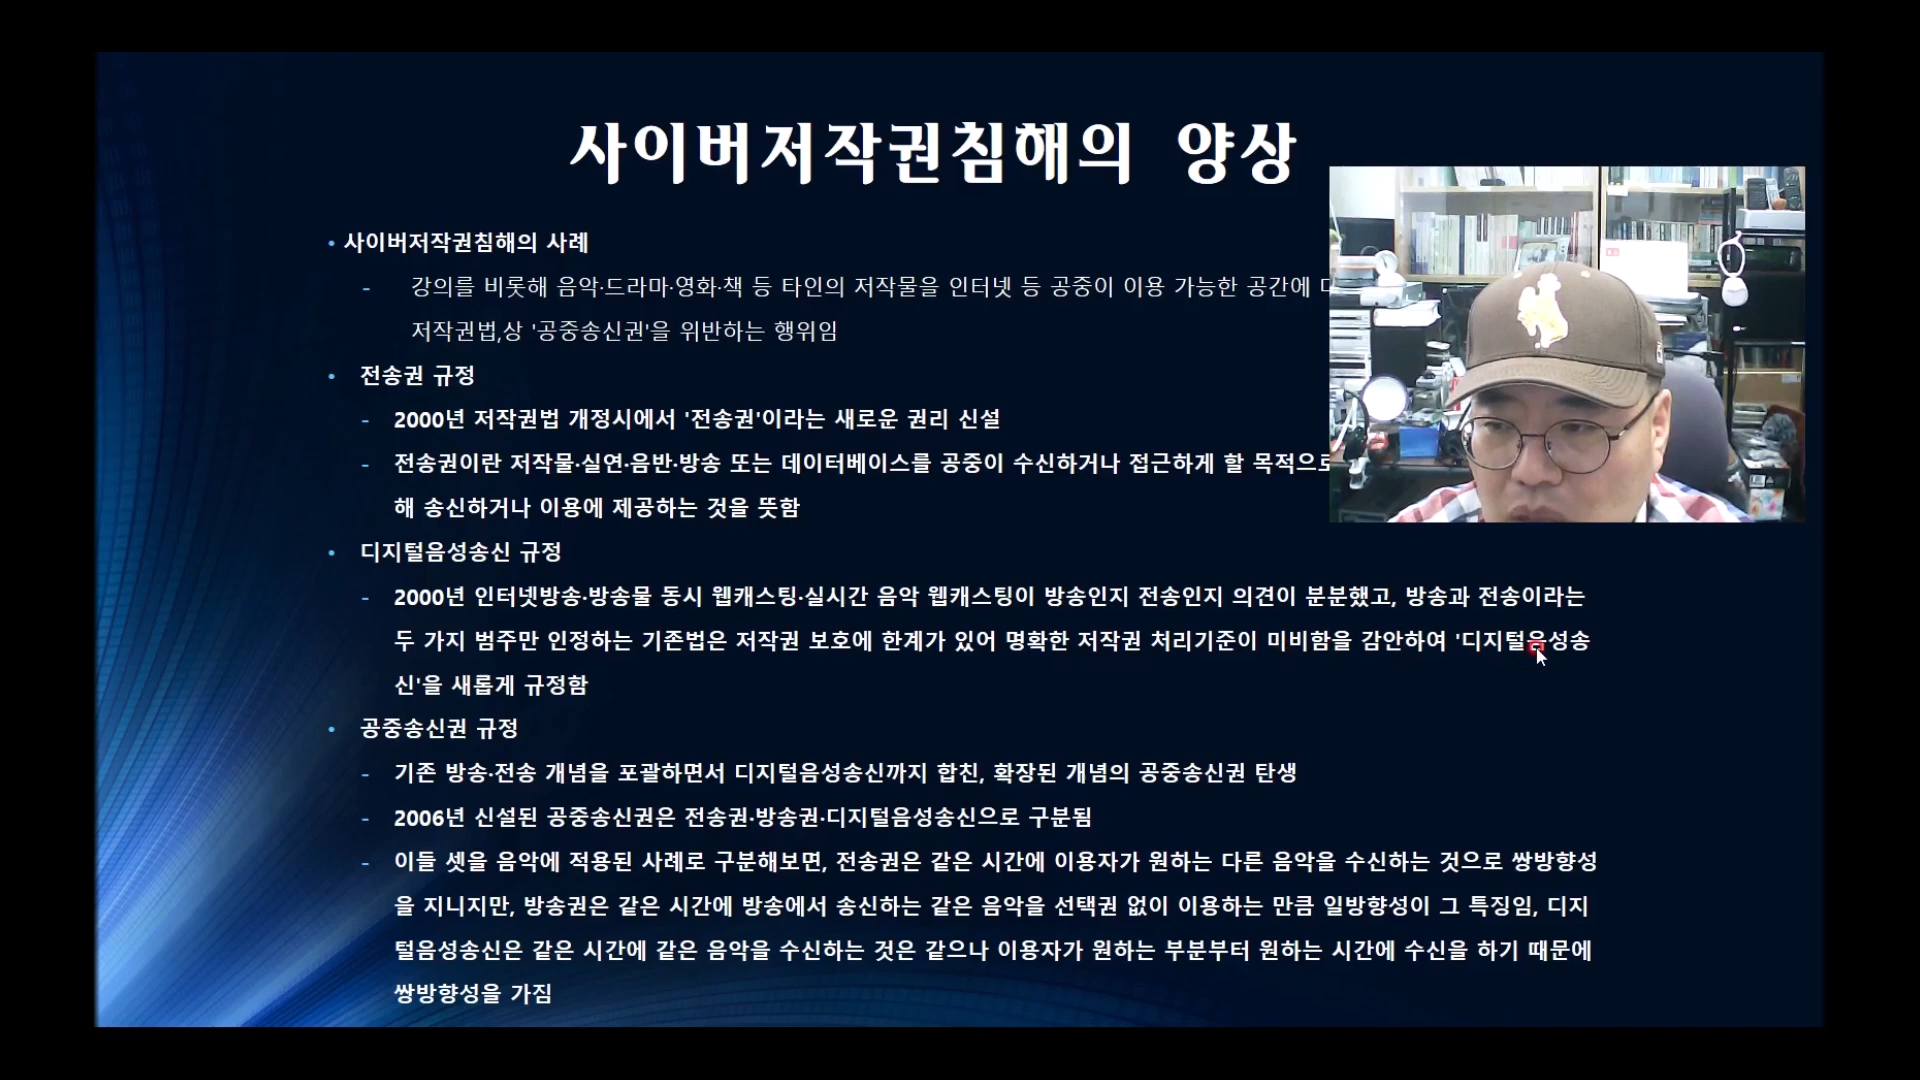 사이버저작권침해의 양상
• 사이버저작권침해의 사례
- 강의를 비롯해 음악·드라마·영화·책 등 타인의 저작물을 인터넷 등 공중이 이용 가능한 공간에
저작권법,상 '공중송신권'을 위반하는 행위임
• 전송권 규정
- 2000년 저작권법 개정시에서 '전송권'이라는 새로운 권리 신설
- 전송권이란 저작물·실연·음반·방송 또는 데이터베이스를 공중이 수신하거나 접근하게 할 목적으로
해 송신하거나 이용에 제공하는 것을 뜻함
• 디지털음성송신 규정
- 2000년 인터넷방송·방송물 동시 웹캐스팅·실시간 음악 웹캐스팅이 방송인지 전송인지 의견이 분분했고, 방송과 전송이라는
두 가지 범주만 인정하는 기존법은 저작권 보호에 한계가 있어 명확한 저작권 처리기준이 미비함을 감안하여 '디지털음성송
신'을 새롭게 규정함
• 공중송신권 규정
- 기존 방송·전송 개념을 포괄하면서 디지털음성송신까지 합친, 확장된 개념의 공중송신권 탄생
- 2006년 신설된 공중송신권은 전송권·방송권·디지털음성송신으로 구분됨
- 이들 셋을 음악에 적용된 사례로 구분해보면, 전송권은 같은 시간에 이용자가 원하는 다른 음악을 수신하는 것으로 쌍방향성
을 지니지만, 방송권은 같은 시간에 방송에서 송신하는 같은 음악을 선택권 없이 이용하는 만큼 일방향성이 그 특징임, 디지
털음성송신은 같은 시간에 같은 음악을 수신하는 것은 같으나 이용자가 원하는 부분부터 원하는 시간에 수신을 하기 때문에
쌍방향성을 가짐